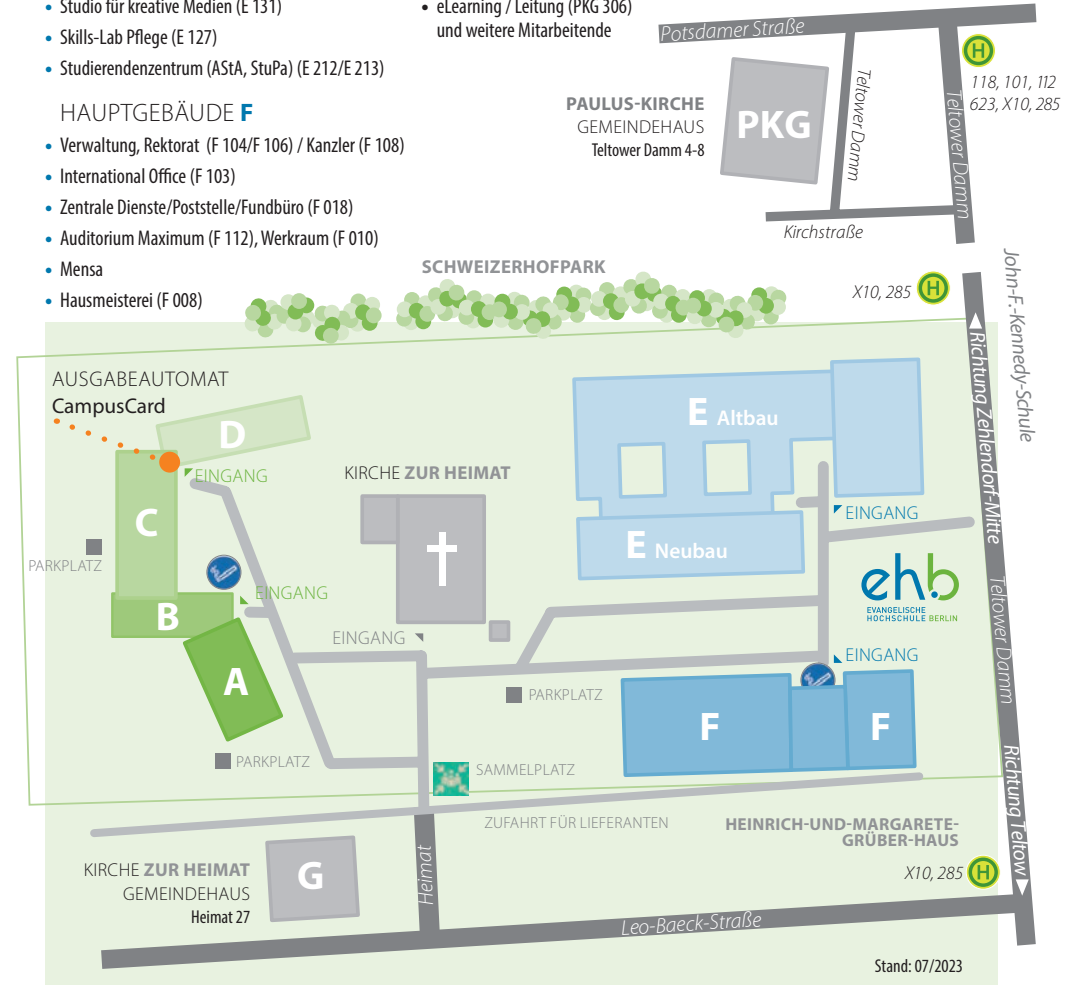 • Studio für kreative Medien (E 131)
• Skills-Lab Pflege (E 127)
• Studierendenzentrum (AStA, StuPa) (E 212/E 213)
HAUPTGEBÄUDE F
• Verwaltung, Rektorat (F 104/F 106) / Kanzler (F 108)
• International Office (F 103)
• Zentrale Dienste/Poststelle/Fundbüro (F 018)
• Auditorium Maximum (F 112), Werkraum (F 010)
• Mensa
• Hausmeisterei (F 008)
• eLearning / Leitung (PKG 306)
und weitere Mitarbeitende
Potsdamer Straße
H
118, 101, 112
623, X10, 285
PAULUS-KIRCHE
GEMEINDEHAUS
Teltower Damm 4-8
PKG
Teltower Damm
Teltower Damm
Kirchstraße
SCHWEIZERHOFPARK
X10, 285
H
John-F.-Kennedy-Schule
Richtung Zehlendorf-Mitte
AUSGABEAUTOMAT
CampusCard
D
EINGANG
C
PARKPLATZ
EINGANG
B
A
PARKPLATZ
KIRCHE ZUR HEIMAT
EINGANG
E Altbau
E Neubau
EINGANG
ehb
EVANGELISCHE
HOCHSCHULE BERLIN
Teltower Damm
EINGANG
PARKPLATZ
F
F
SAMMELPLATZ
ZUFAHRT FÜR LIEFERANTEN
HEINRICH-UND-MARGARETE-
GRÜBER-HAUS
Richtung Teltow
X10, 285
H
KIRCHE ZUR HEIMAT
GEMEINDEHAUS
Heimat 27
G
Heimat
Leo-Baeck-Straße
Stand: 07/2023